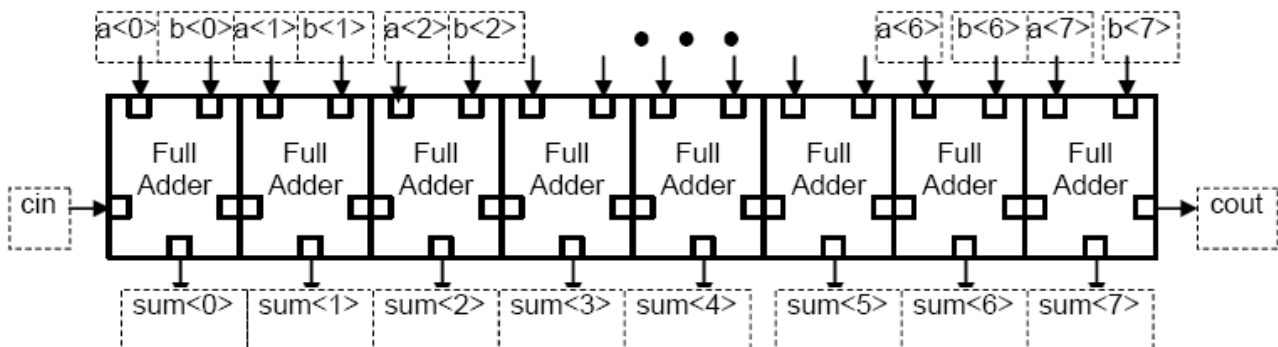 a<0> b<0> a<1> b<1> a<2> b<2> • • • a<6> b<6> a<7> b<7>
Full Full Full Full Full Full Full Full
Adder Adder Adder Adder Adder Adder Adder Adder
cin cout
sum<0> sum<1> sum<2> sum<3> sum<4> sum<5> sum<6> sum<7>